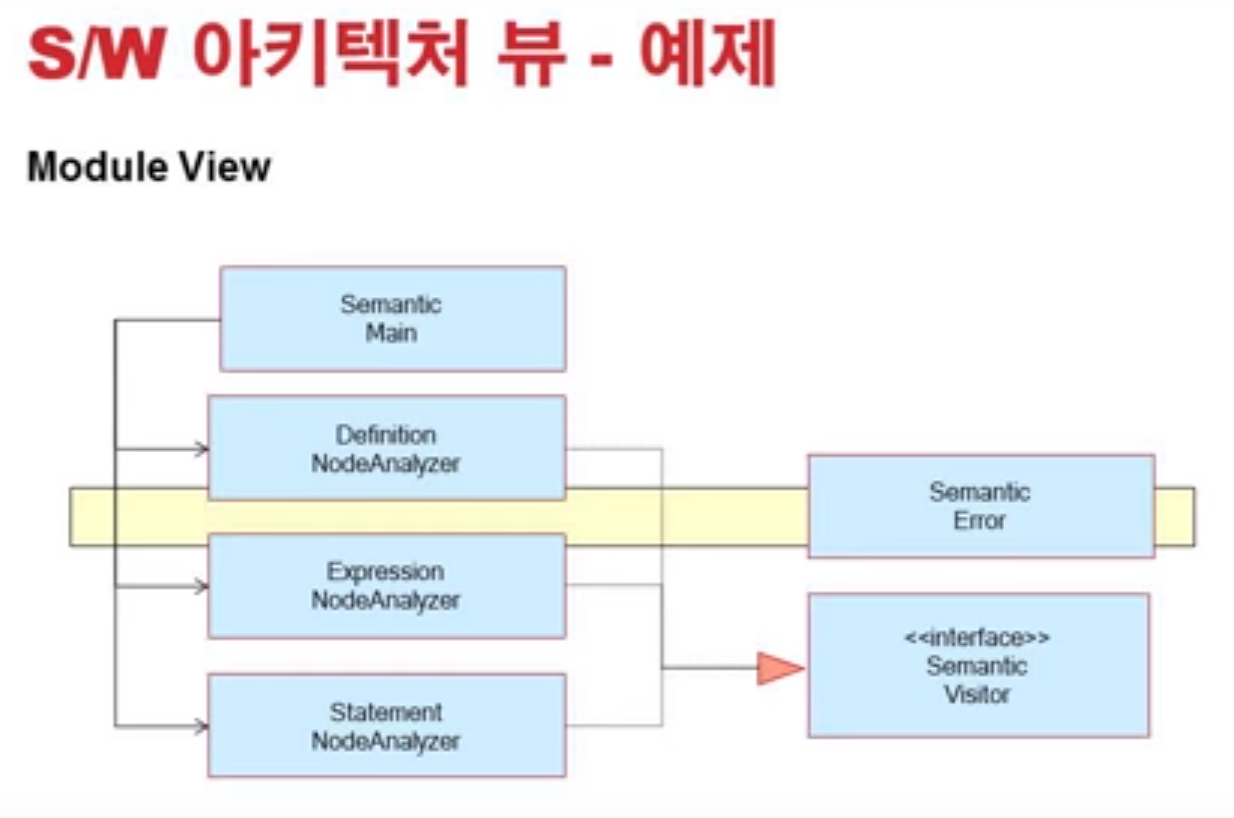 S/W 아키텍처 뷰 - 예제
Module View
Semantic
Main
Definition
NodeAnalyzer
Semantic
Error
Expression
NodeAnalyzer
<<interface>>
Semantic
Visitor
Statement
NodeAnalyzer